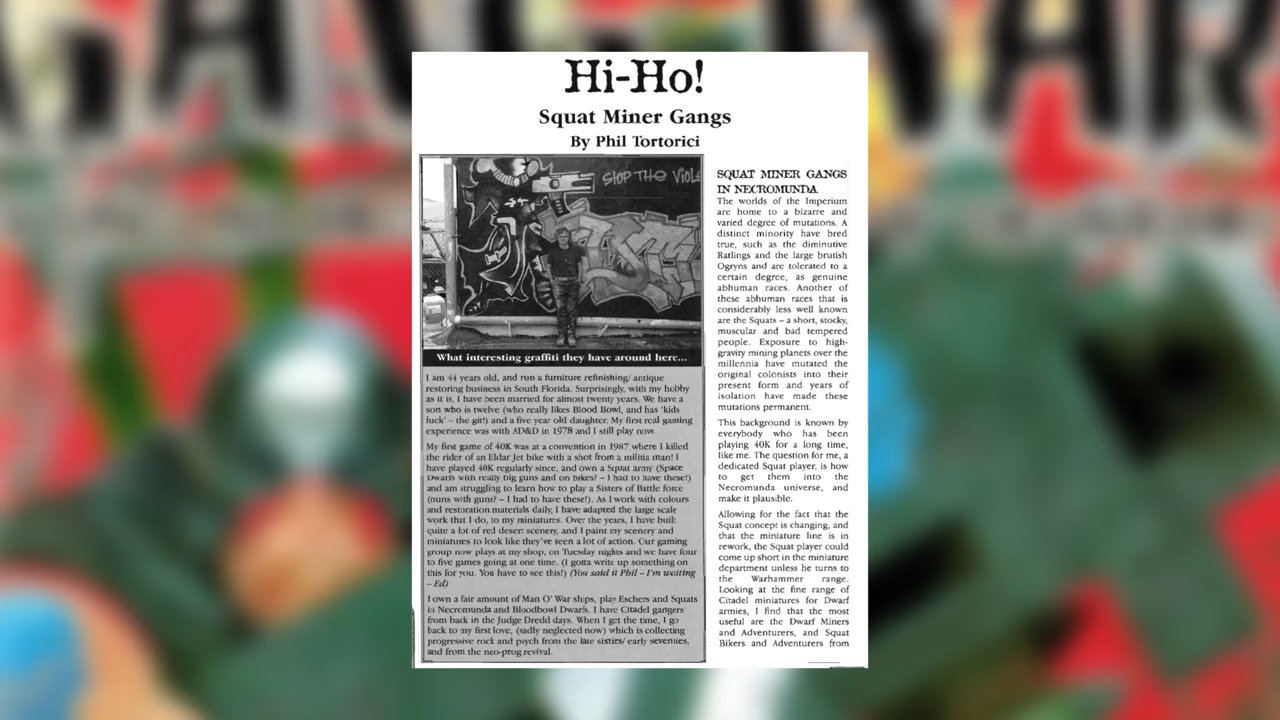 Hi-Ho!
Squat Miner Gangs
By Phil Tortorici
STOP THE VIOLE
What interesting graffiti they have around here...
I am 44 years old, and run a furniture refinishing/ antique
restoring business in South Florida. Surprisingly, with my hobby
as it is, I have been married for almost twenty years. We have a
son who is twelve (who really likes Blood Bowl, and has 'kids
luck' – the git!) and a five year old daughter. My first real gaming
experience was with AD&D in 1978 and I still play now.
My first game of 40K was at a convention in 1987 where I killed
the rider of an Eldar Jet bike with a shot from a militia man! I
have played 40K regularly since, and own a Squat army (Space
Dwarfs with really big guns and on bikes? – I had to have these!)
and am struggling to learn how to play a Sisters of Battle force
(nuns with guns? – I had to have these!). As I work with colours
and restoration materials daily, I have adapted the large scale
work that I do, to my miniatures. Over the years, I have built
quite a lot of red desert scenery, and I paint my scenery and
miniatures to look like they've seen a lot of action. Our gaming
group now plays at my shop, on Tuesday nights and we have four
to five games going at one time. (I gotta write up something on
this for you. You have to see this!) (You said it Phil – I'm waiting
– Ed)
I own a fair amount of Man O' War ships, play Eschers and Squats
in Necromunda and Bloodbowl Dwarfs. I have Citadel gangers
from back in the Judge Dredd days. When I get the time, I go
back to my first love, (sadly neglected now) which is collecting
progressive rock and psych from the late sixties/ early seventies,
and from the neo-prog revival.
SQUAT MINER GANGS
IN NECROMUNDA
The worlds of the Imperium
are home to a bizarre and
varied degree of mutations. A
distinct minority have bred
true, such as the diminutive
Ratlings and the large brutish
Ogryns and are tolerated to a
certain degree, as genuine
abhuman races. Another of
these abhuman races that is
considerably less well known
are the Squats – a short, stocky,
muscular and bad tempered
people. Exposure to high-
gravity mining planets over the
millennia have mutated the
original colonists into their
present form and years of
isolation have made these
mutations permanent.
This background is known by
everybody who has been
playing 40K for a long time,
like me. The question for me, a
dedicated Squat player, is how
to get them into the
Necromunda universe, and
make it plausible.
Allowing for the fact that the
Squat concept is changing, and
that the miniature line is in
rework, the Squat player could
come up short in the miniature
department unless he turns to
the Warhammer range.
Looking at the fine range of
Citadel miniatures for Dwarf
armies, I find that the most
useful are the Dwarf Miners
and Adventurers, and Squat
Bikers and Adventurers from